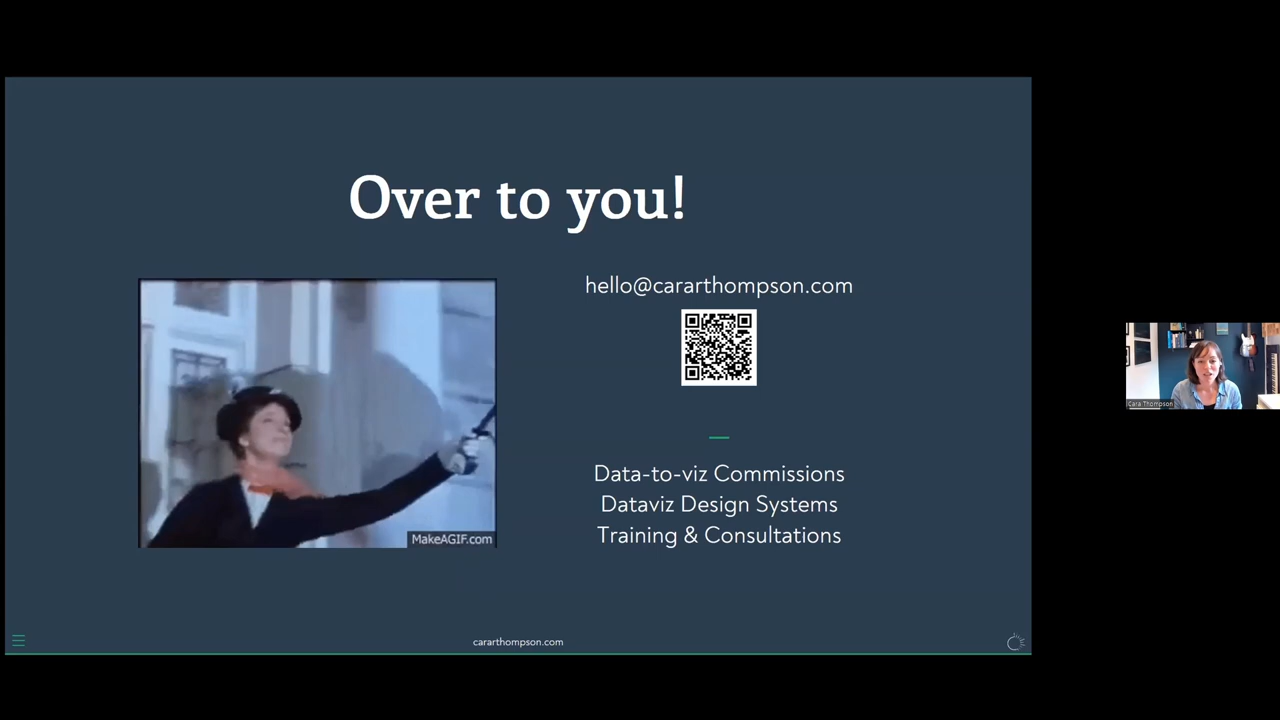 Over to you!
hello@cararthompson.com
MakeAGIF.com
Data-to-viz Commissions
Dataviz Design Systems
Training & Consultations
cararthompson.com
Cara Thompson